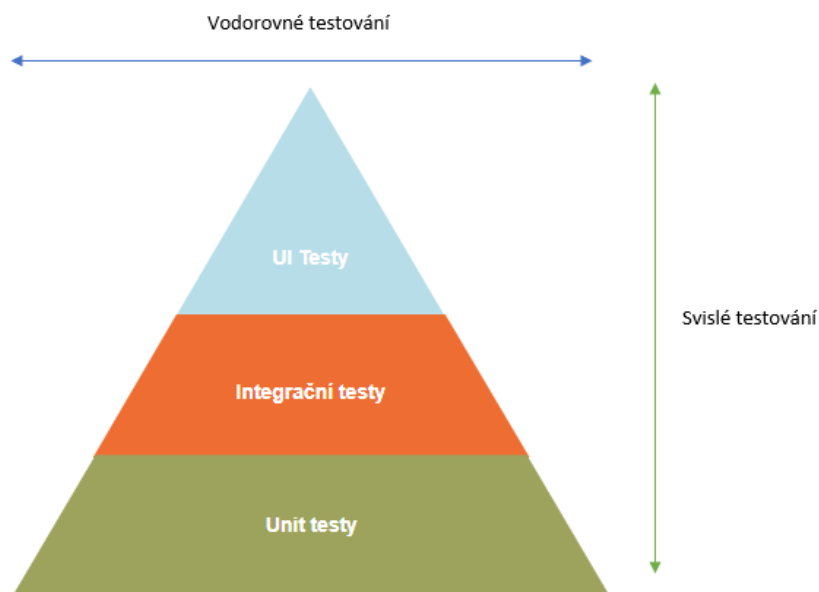 Vodorovné testování
UI Testy
Svislé testování
Integrační testy
Unit testy